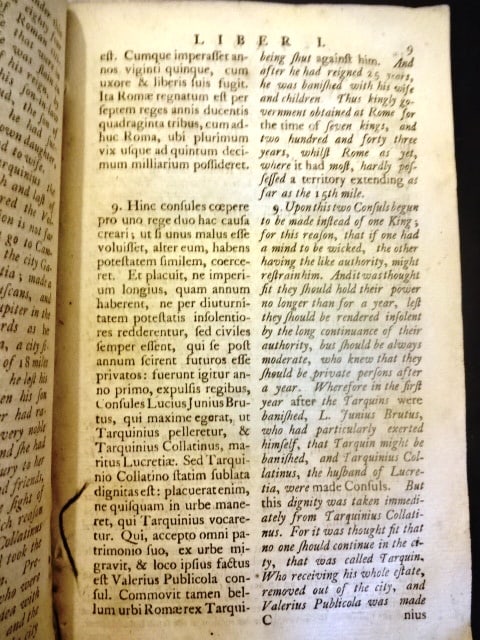 LIBER I.
9
est. Cumque imperasset an-
nos viginti quinque, cum
uxore & liberis suis fugit.
Ita Romæ regnatum est per
septem reges annis ducentis
quadraginta tribus, cum ad-
huc Roma, ubi plurimum
vix usque ad quintum deci-
mum milliarium possideret.
9. Hinc consules cœpere
pro uno rege duo hac causa
creari; ut si unus malus esse
voluisset, alter eum, habens
potestatem similem, coerce-
ret. Et placuit, ne imperi-
um longius, quam annum
haberent, ne per diuturni-
tatem potestatis insolentio-
res redderentur, sed civiles
semper essent, qui se post
annum scirent futuros esse
privatos: fuerunt igitur an-
no primo, expulsis regibus,
Consules Lucius Junius Bru-
tus, qui maxime egerat, ut
Tarquinius pelleretur, &
Tarquinius Collatinus, ma-
ritus Lucretiæ. Sed Tarqui-
nio Collatino statim sublata
dignitas est: placuerat enim,
ne quisquam in urbe mane-
ret, qui Tarquinius vocare-
tur. Qui, accepto omni pa-
trimonio suo, ex urbe mi-
gravit, & loco ipsius factus
est Valerius Publicola con-
sul. Commovit tamen bel-
lum urbi Romæ rex Tarqui-
being shut against him. And
after he had reigned 25 years,
he was banished with his wife
and children. Thus kingly go-
vernment obtained at Rome for
the time of seven kings, and
two hundred and forty three
years, whilst Rome as yet,
where it had most, hardly pos-
sessed a territory extending as
far as the 15th mile.
9. Upon this two Consuls begun
to be made instead of one King;
for this reason, that if one had
a mind to be wicked, the other
having the like authority, might
restrain him. And it was thought
fit they should hold their power
no longer than for a year, lest
they should be rendered insolent
by the long continuance of their
authority, but should be always
moderate, who knew that they
should be private persons after
a year. Wherefore in the first
year after the Tarquins were
banished, L. Junius Brutus,
who had particularly exerted
himself, that Tarquin might be
banished, and Tarquinius Col-
latinus, the husband of Lucre-
tia, were made Consuls. But
this dignity was taken immedi-
ately from Tarquinius Collati-
nus. For it was thought fit that
no one should continue in the ci-
ty, that was called Tarquin.
Who receiving his whole estate,
removed out of the city, and
Valerius Publicola was made
C
nius